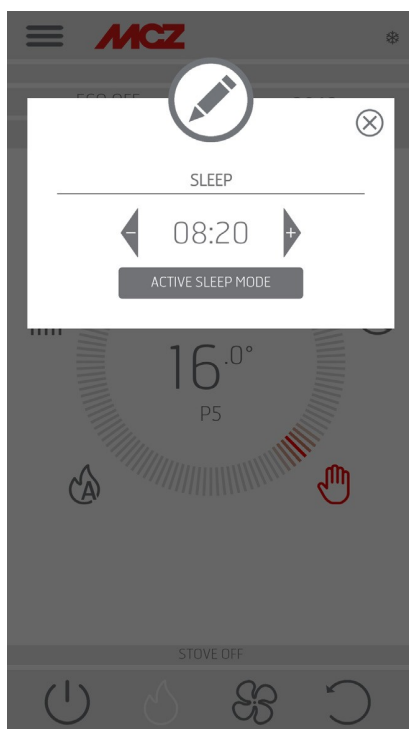 MCZ
SLEEP
- 08:20 +
ACTIVE SLEEP MODE
16.0°
P5
A
STOVE OFF